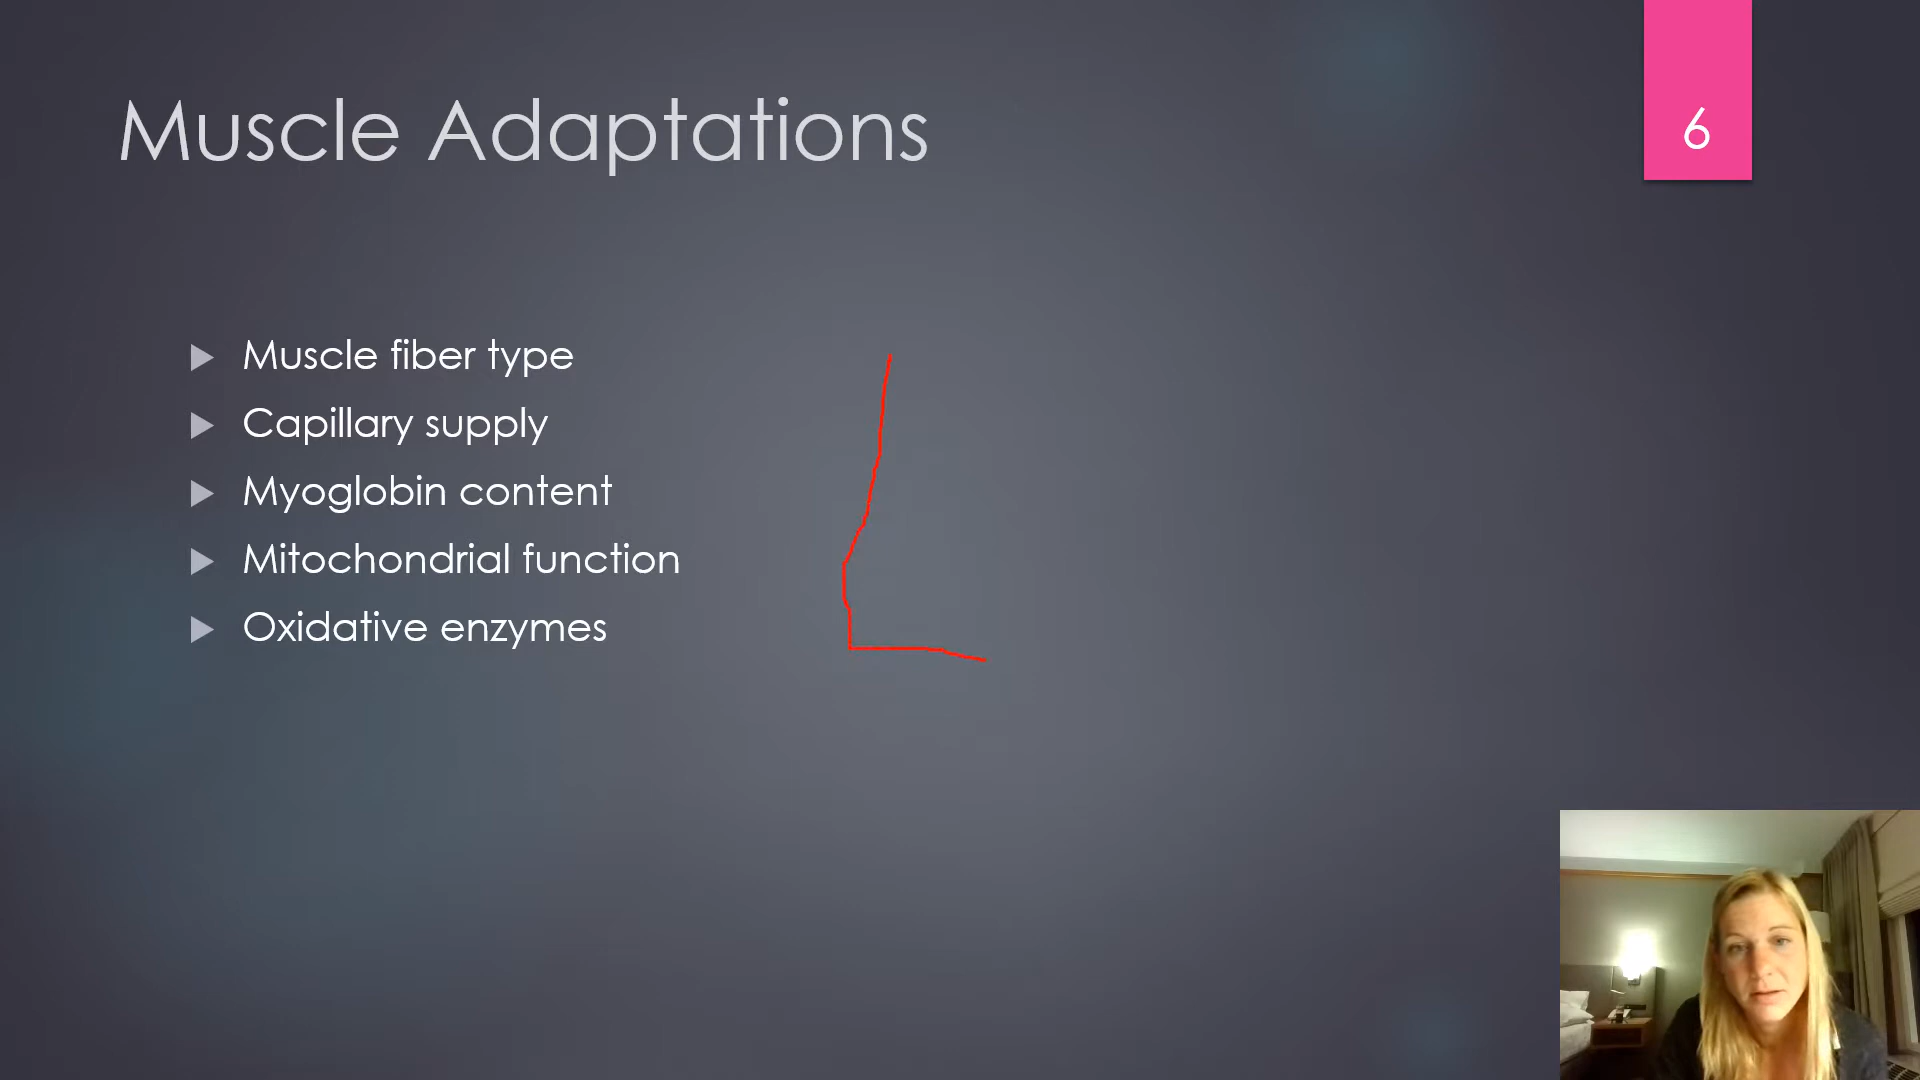 Muscle Adaptations
6
Muscle fiber type
Capillary supply
Myoglobin content
Mitochondrial function
Oxidative enzymes